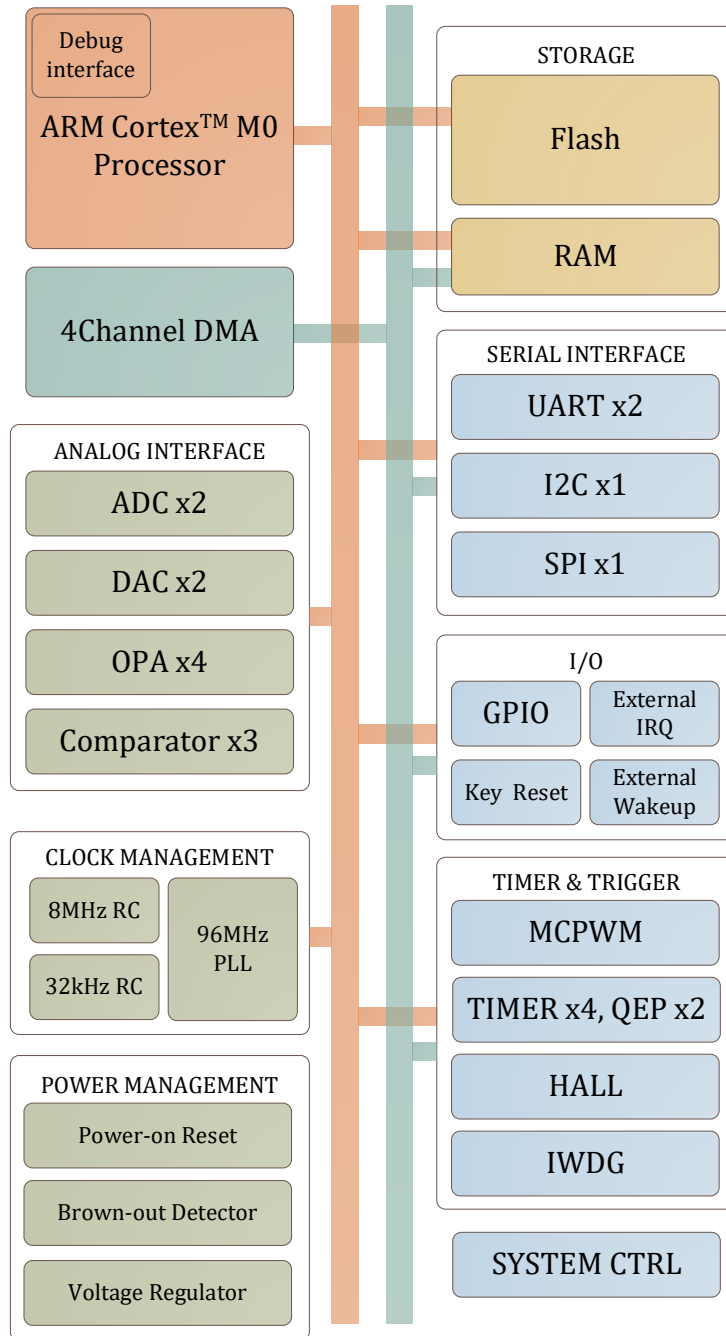 Debug
interface
ARM Cortex™ M0
Processor
4Channel DMA
ANALOG INTERFACE
ADC x2
DAC x2
OPA x4
Comparator x3
CLOCK MANAGEMENT
8MHz RC
32kHz RC
96MHz
PLL
POWER MANAGEMENT
Power-on Reset
Brown-out Detector
Voltage Regulator
STORAGE
Flash
RAM
SERIAL INTERFACE
UART x2
I2C x1
SPI x1
I/O
GPIO
External
IRQ
Key Reset
External
Wakeup
TIMER & TRIGGER
MCPWM
TIMER x4, QEP x2
HALL
IWDG
SYSTEM CTRL